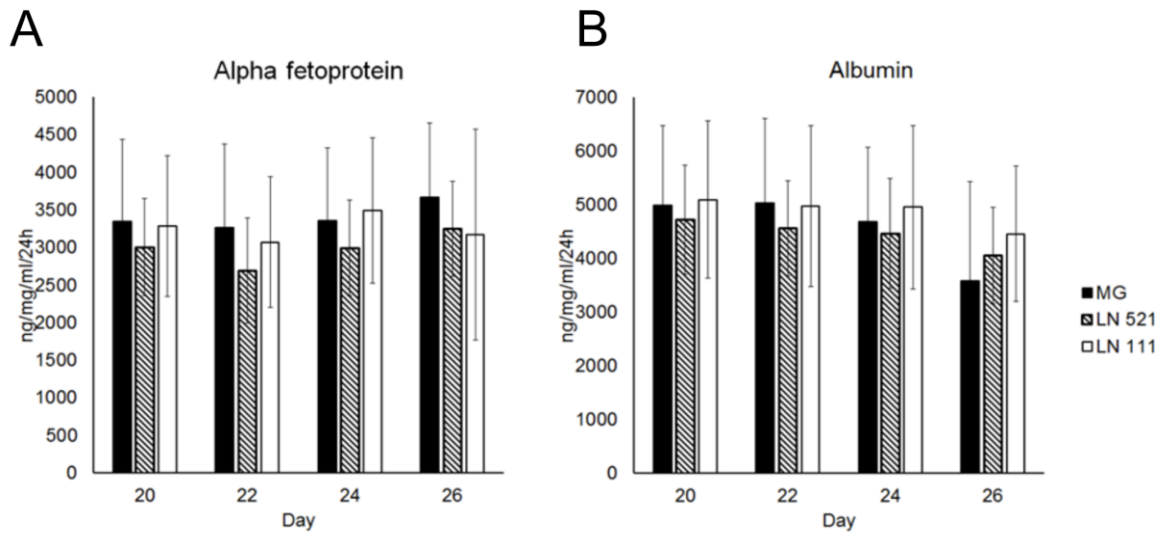 A
Alpha fetoprotein
5000
4500
4000
3500
3000
2500
2000
1500
1000
500
0
ng/mg/ml/24h
20 22 24 26
Day
B
Albumin
7000
6000
5000
4000
3000
2000
1000
0
ng/mg/ml/24h
20 22 24 26
Day
MG
LN 521
LN 111